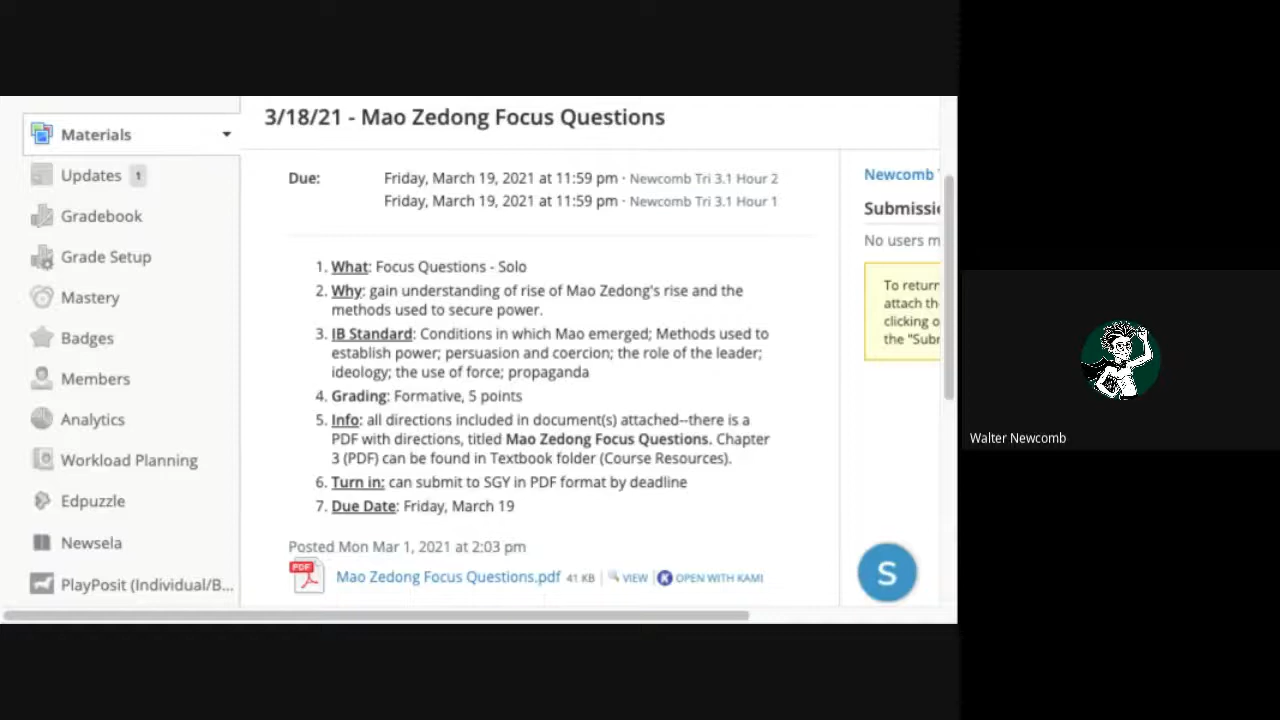 3/18/21 - Mao Zedong Focus Questions
Materials
Updates 1
Gradebook
Grade Setup
Mastery
Badges
Members
Analytics
Workload Planning
Edpuzzle
Newsela
PlayPosit (Individual/B...
Due: Friday, March 19, 2021 at 11:59 pm · Newcomb Tri 3.1 Hour 2
Friday, March 19, 2021 at 11:59 pm · Newcomb Tri 3.1 Hour 1
1. What: Focus Questions - Solo
2. Why: gain understanding of rise of Mao Zedong's rise and the
methods used to secure power.
3. IB Standard: Conditions in which Mao emerged; Methods used to
establish power; persuasion and coercion; the role of the leader;
ideology; the use of force; propaganda
4. Grading: Formative, 5 points
5. Info: all directions included in document(s) attached--there is a
PDF with directions, titled Mao Zedong Focus Questions. Chapter
3 (PDF) can be found in Textbook folder (Course Resources).
6. Turn in: can submit to SGY in PDF format by deadline
7. Due Date: Friday, March 19
Posted Mon Mar 1, 2021 at 2:03 pm
PDF Mao Zedong Focus Questions.pdf 41 KB VIEW K OPEN WITH KAMI
Newcomb
Submissi
No users m
To return
attach th
clicking o
the "Subr
S
Walter Newcomb